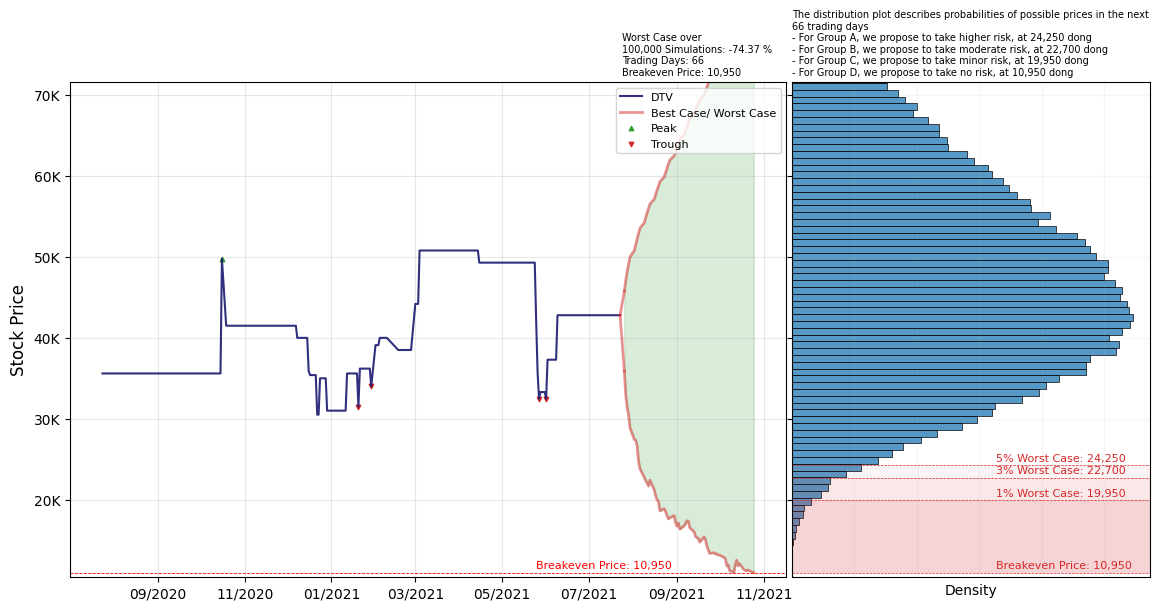 The distribution plot describes probabilities of possible prices in the next
66 trading days
- For Group A, we propose to take higher risk, at 24,250 dong
- For Group B, we propose to take moderate risk, at 22,700 dong
- For Group C, we propose to take minor risk, at 19,950 dong
- For Group D, we propose to take no risk, at 10,950 dong
Worst Case over
100,000 Simulations: -74.37 %
Trading Days: 66
Breakeven Price: 10,950
DTV
Best Case/ Worst Case
Peak
Trough
Stock Price
70K
60K
50K
40K
30K
20K
5% Worst Case: 24,250
3% Worst Case: 22,700
1% Worst Case: 19,950
Breakeven Price: 10,950
Breakeven Price: 10,950
09/2020
11/2020
01/2021
03/2021
05/2021
07/2021
09/2021
11/2021
Density